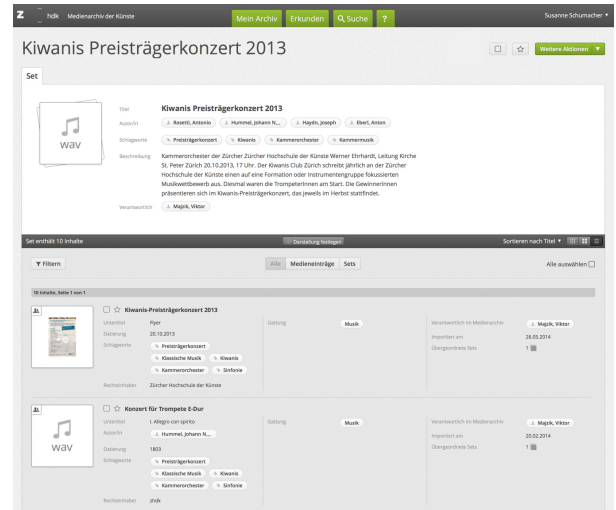 Z hdk Medienarchiv der Künste
Mein Archiv Erkunden Suche ?
Susanne Schumacher
Kiwanis Preisträgerkonzert 2013
Weitere Aktionen
Set
wav
Titel Kiwanis Preisträgerkonzert 2013
Autor/in Rosetti, Antonio Hummel, Johann N... Haydn, Joseph Eberl, Anton
Schlagworte Preisträgerkonzert Kiwanis Kammerorchester Kammermusik
Beschreibung Kammerorchester der Zürcher Zürcher Hochschule der Künste Werner Ehrhardt, Leitung Kirche
St. Peter Zürich 20.10.2013, 17 Uhr. Der Kiwanis Club Zürich schreibt jährlich an der Zürcher
Hochschule der Künste einen auf eine Formation oder Instrumentengruppe fokussierten
Musikwettbewerb aus. Diesmal waren die TrompeterInnen am Start. Die GewinnerInnen
präsentieren sich im Kiwanis-Preisträgerkonzert, das jeweils im Herbst stattfindet.
Verantwortlich Majzik, Viktor
Set enthält 10 Inhalte Darstellung festlegen Sortieren nach Titel
Filtern Alle Medieneinträge Sets Alle auswählen
10 Inhalte, Seite 1 von 1
Kiwanis-Preisträgerkonzert 2013
Untertitel Flyer Gattung Musik Verantwortlich im Medienarchiv Majzik, Viktor
Datierung 20.10.2013 Importiert am 26.05.2014
Schlagworte Preisträgerkonzert Übergeordnete Sets 1
Klassische Musik Kiwanis
Kammerorchester Sinfonie
Rechteinhaber Zürcher Hochschule der Künste
Konzert für Trompete E-Dur
Untertitel I. Allegro con spirito Gattung Musik Verantwortlich im Medienarchiv Majzik, Viktor
Autor/in Hummel, Johann N... Importiert am 20.02.2014
wav
Datierung 1803 Übergeordnete Sets 1
Schlagworte Preisträgerkonzert
Klassische Musik Kiwanis
Kammerorchester Sinfonie
Rechteinhaber zhdk